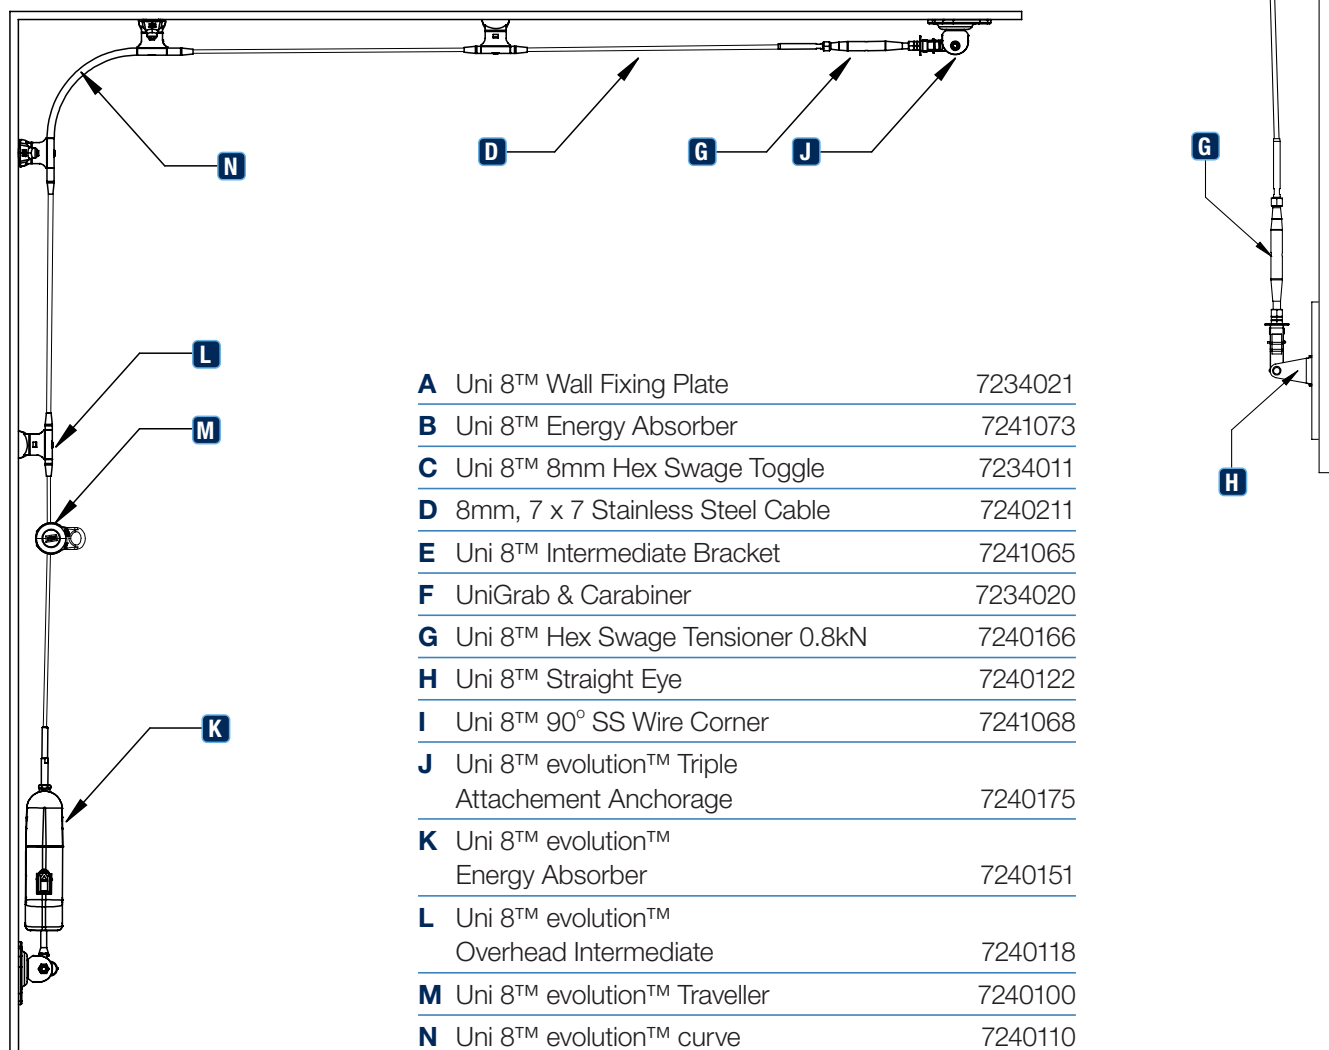 N
D
G
J
G
L
M
H
K
A Uni 8™ Wall Fixing Plate 7234021
B Uni 8™ Energy Absorber 7241073
C Uni 8™ 8mm Hex Swage Toggle 7234011
D 8mm, 7 x 7 Stainless Steel Cable 7240211
E Uni 8™ Intermediate Bracket 7241065
F UniGrab & Carabiner 7234020
G Uni 8™ Hex Swage Tensioner 0.8kN 7240166
H Uni 8™ Straight Eye 7240122
I Uni 8™ 90° SS Wire Corner 7241068
J Uni 8™ evolution™ Triple
Attachement Anchorage 7240175
K Uni 8™ evolution™
Energy Absorber 7240151
L Uni 8™ evolution™
Overhead Intermediate 7240118
M Uni 8™ evolution™ Traveller 7240100
N Uni 8™ evolution™ curve 7240110